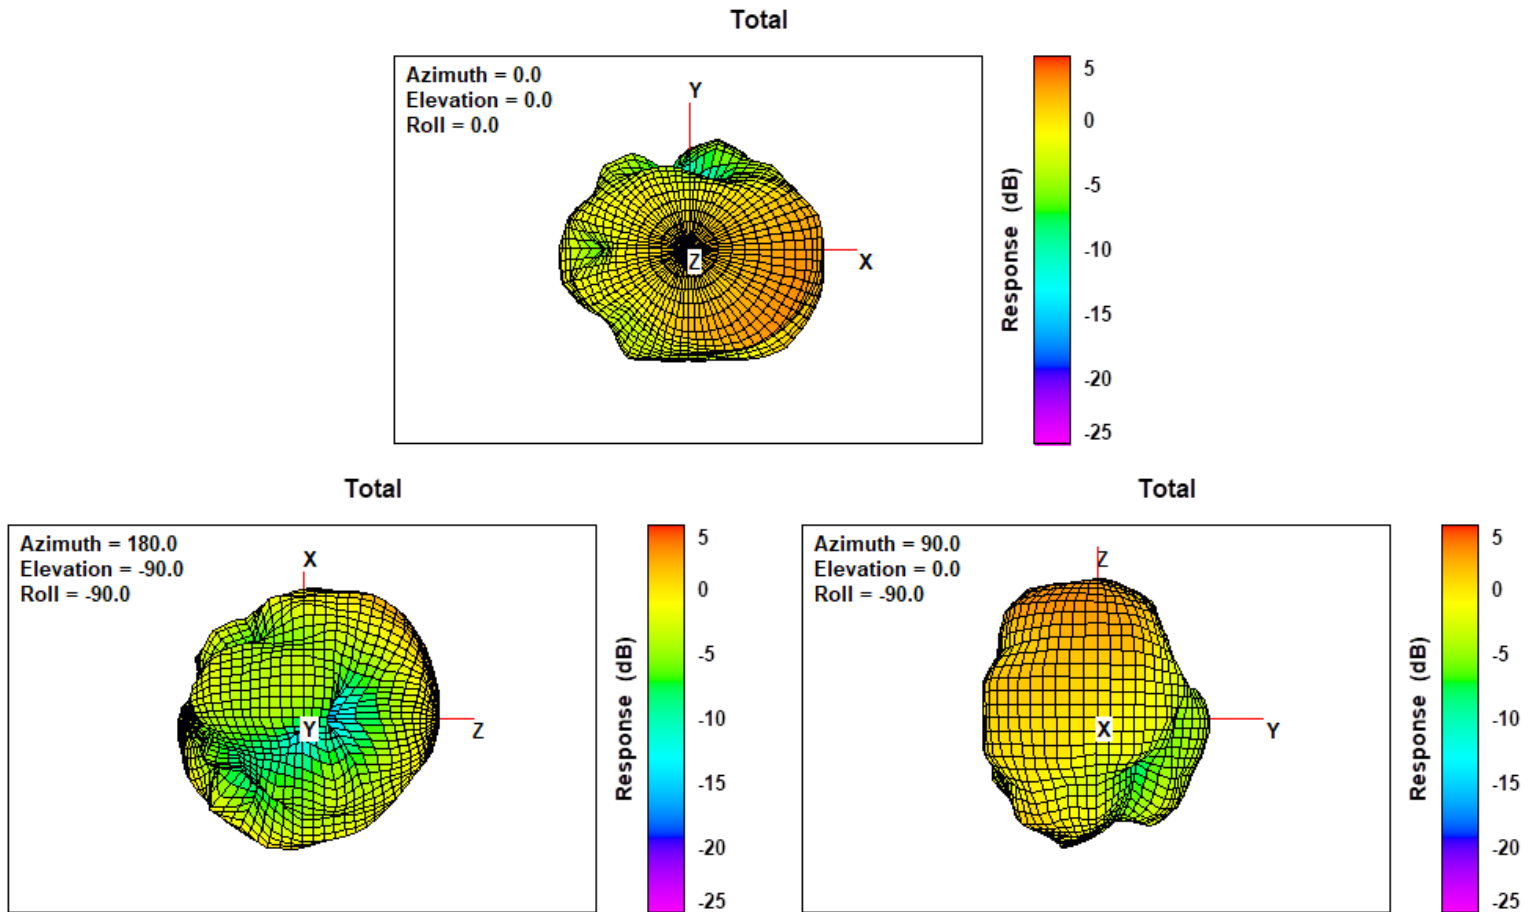 Total
Azimuth = 0.0
Elevation = 0.0
Roll = 0.0
Y
X
Z
Response (dB)
5
0
-5
-10
-15
-20
-25
Total
Azimuth = 180.0
Elevation = -90.0
Roll = -90.0
X
Y
Z
Response (dB)
5
0
-5
-10
-15
-20
-25
Total
Azimuth = 90.0
Elevation = 0.0
Roll = -90.0
Z
X
Y
Response (dB)
5
0
-5
-10
-15
-20
-25